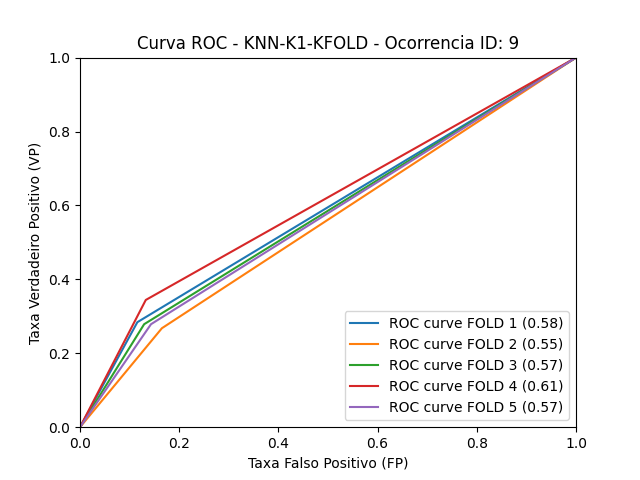 Curva ROC - KNN-K1-KFOLD - Ocorrencia ID: 9
Taxa Verdadeiro Positivo (VP)
1.0
0.8
0.6
0.4
0.2
0.0
ROC curve FOLD 1 (0.58)
ROC curve FOLD 2 (0.55)
ROC curve FOLD 3 (0.57)
ROC curve FOLD 4 (0.61)
ROC curve FOLD 5 (0.57)
0.0 0.2 0.4 0.6 0.8 1.0
Taxa Falso Positivo (FP)